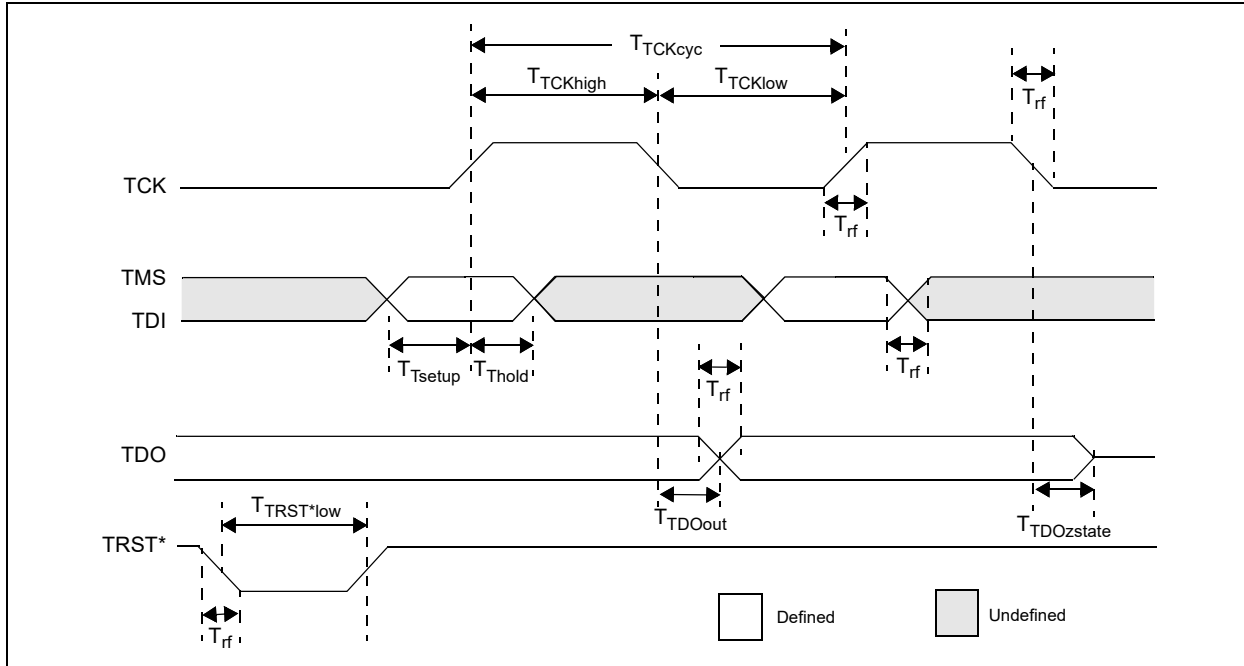 TTCKcyc
TTCKhigh
TTCKlow
Trf
TCK
Trf
TMS
TDI
TTsetup
TThold
Trf
Trf
TDO
TTDOout
TTDOzstate
TTRST*low
TRST*
Trf
Defined
Undefined